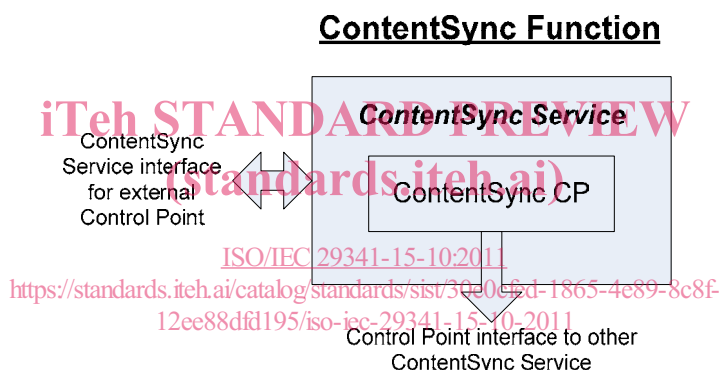 ContentSync Function
iTeh STANDARD PREVIEW
ContentSync Service
ContentSync
Service interface
for external
Control Point
(standards.iteh.ai)
ContentSync CP
ISO/IEC 29341-15-10:2011
https://standards.iteh.ai/catalog/standards/sist/30e0cfed-1865-4e89-8c8f-
12ee88dfd195/iso-iec-29341-15-10-2011
Control Point interface to other
ContentSync Service